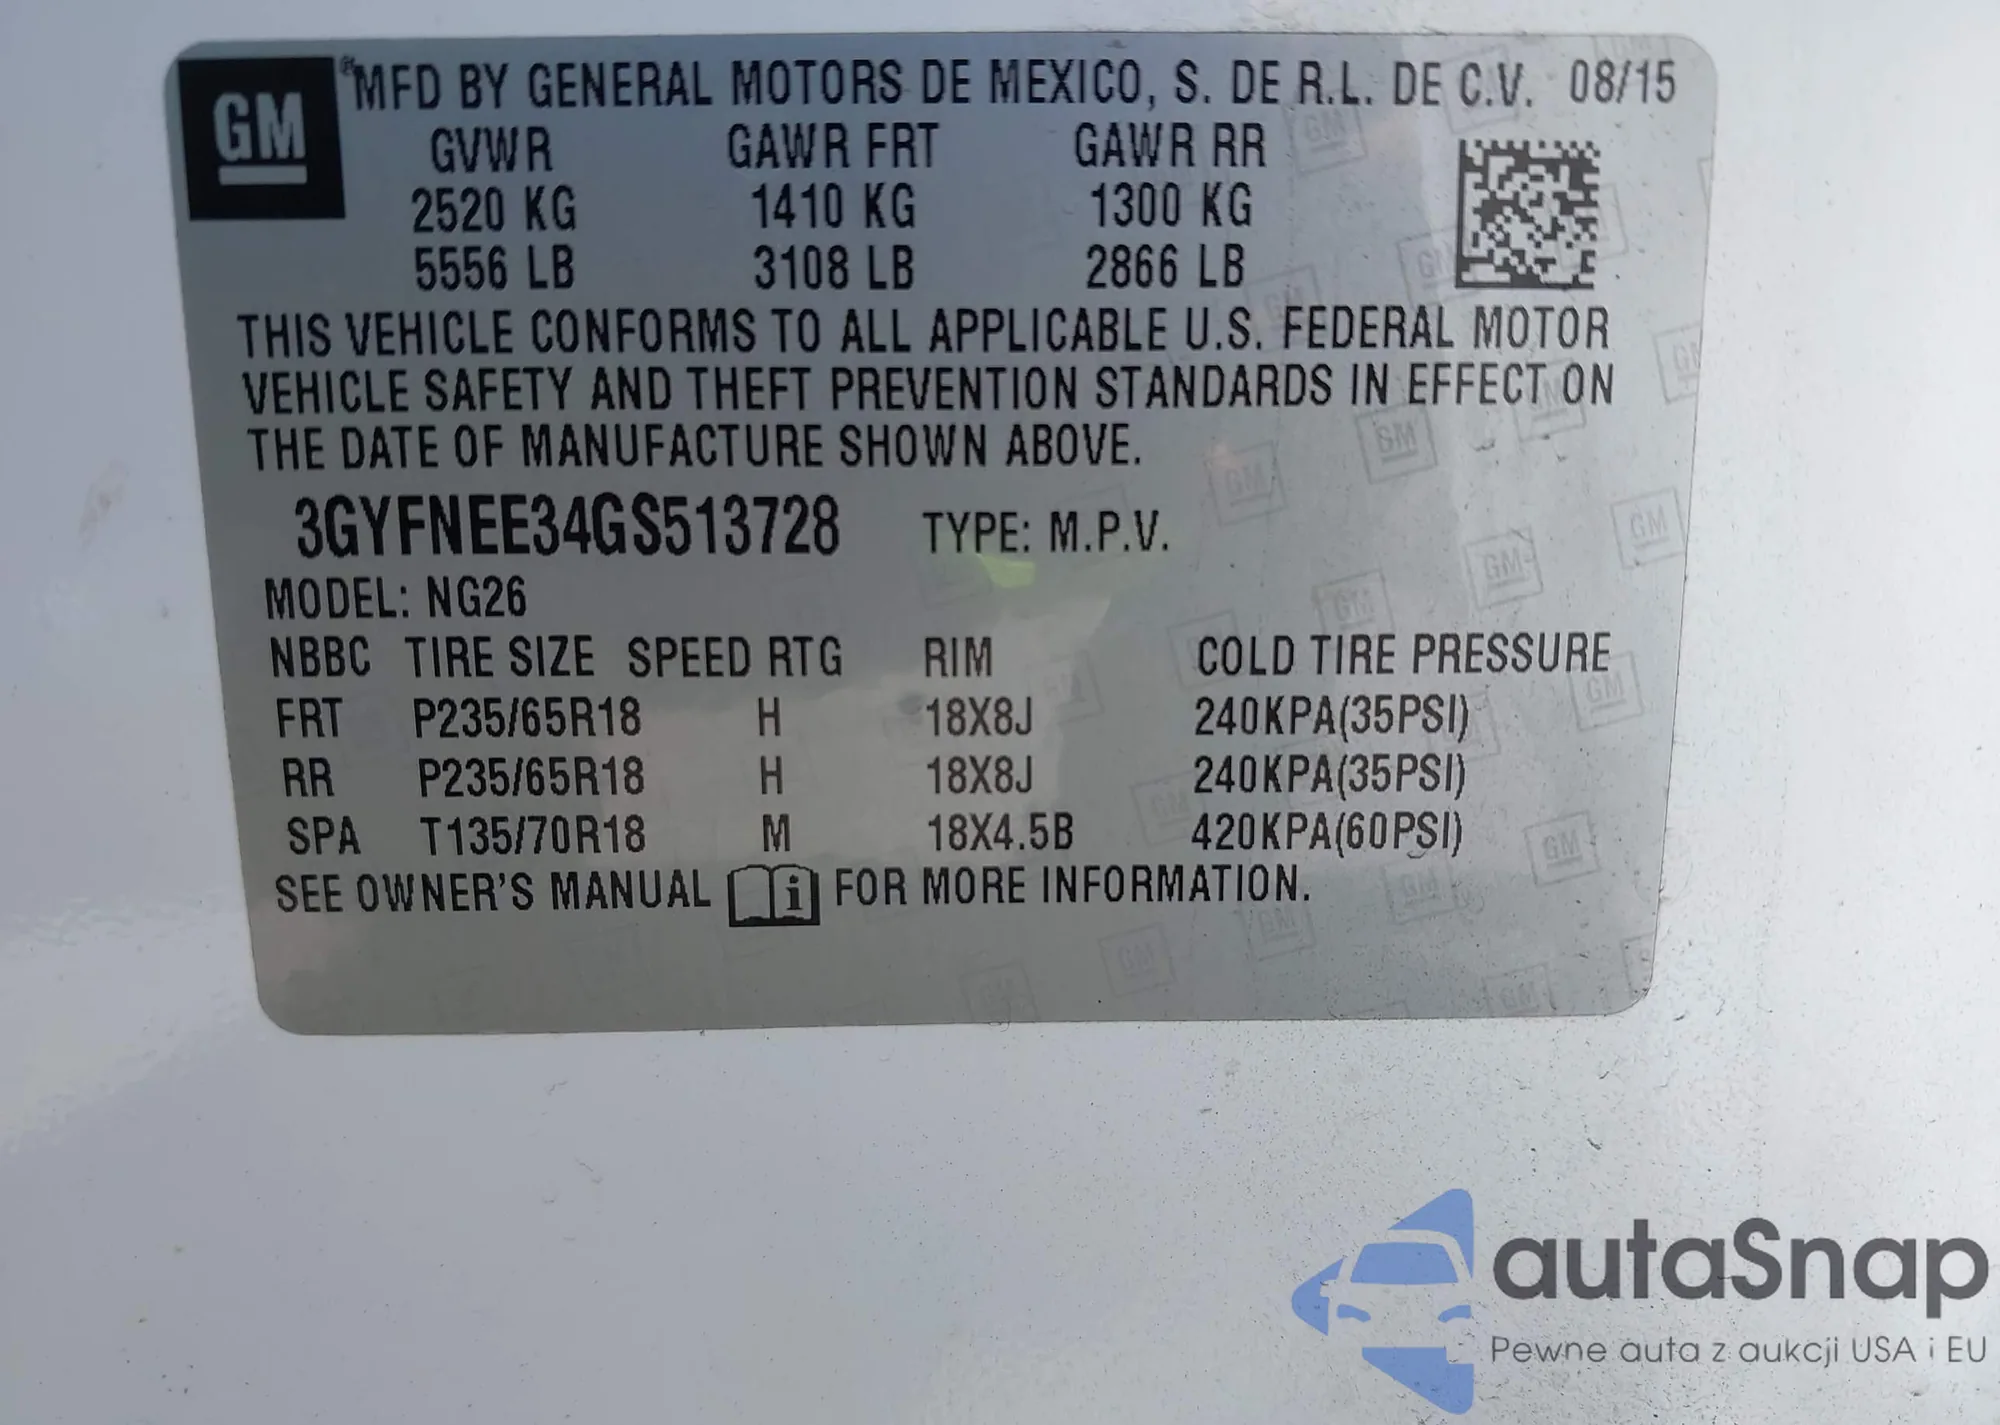 GM ® MFD BY GENERAL MOTORS DE MEXICO, S. DE R.L. DE C.V. 08/15
GVWR GAWR FRT GAWR RR
2520 KG 1410 KG 1300 KG
5556 LB 3108 LB 2866 LB
THIS VEHICLE CONFORMS TO ALL APPLICABLE U.S. FEDERAL MOTOR
VEHICLE SAFETY AND THEFT PREVENTION STANDARDS IN EFFECT ON
THE DATE OF MANUFACTURE SHOWN ABOVE.
3GYFNEE34GS513728 TYPE: M.P.V.
MODEL: NG26
NBBC TIRE SIZE SPEED RTG RIM COLD TIRE PRESSURE
FRT P235/65R18 H 18X8J 240KPA(35PSI)
RR P235/65R18 H 18X8J 240KPA(35PSI)
SPA T135/70R18 M 18X4.5B 420KPA(60PSI)
SEE OWNER'S MANUAL i FOR MORE INFORMATION.
autaSnap
Pewne auta z aukcji USA i EU